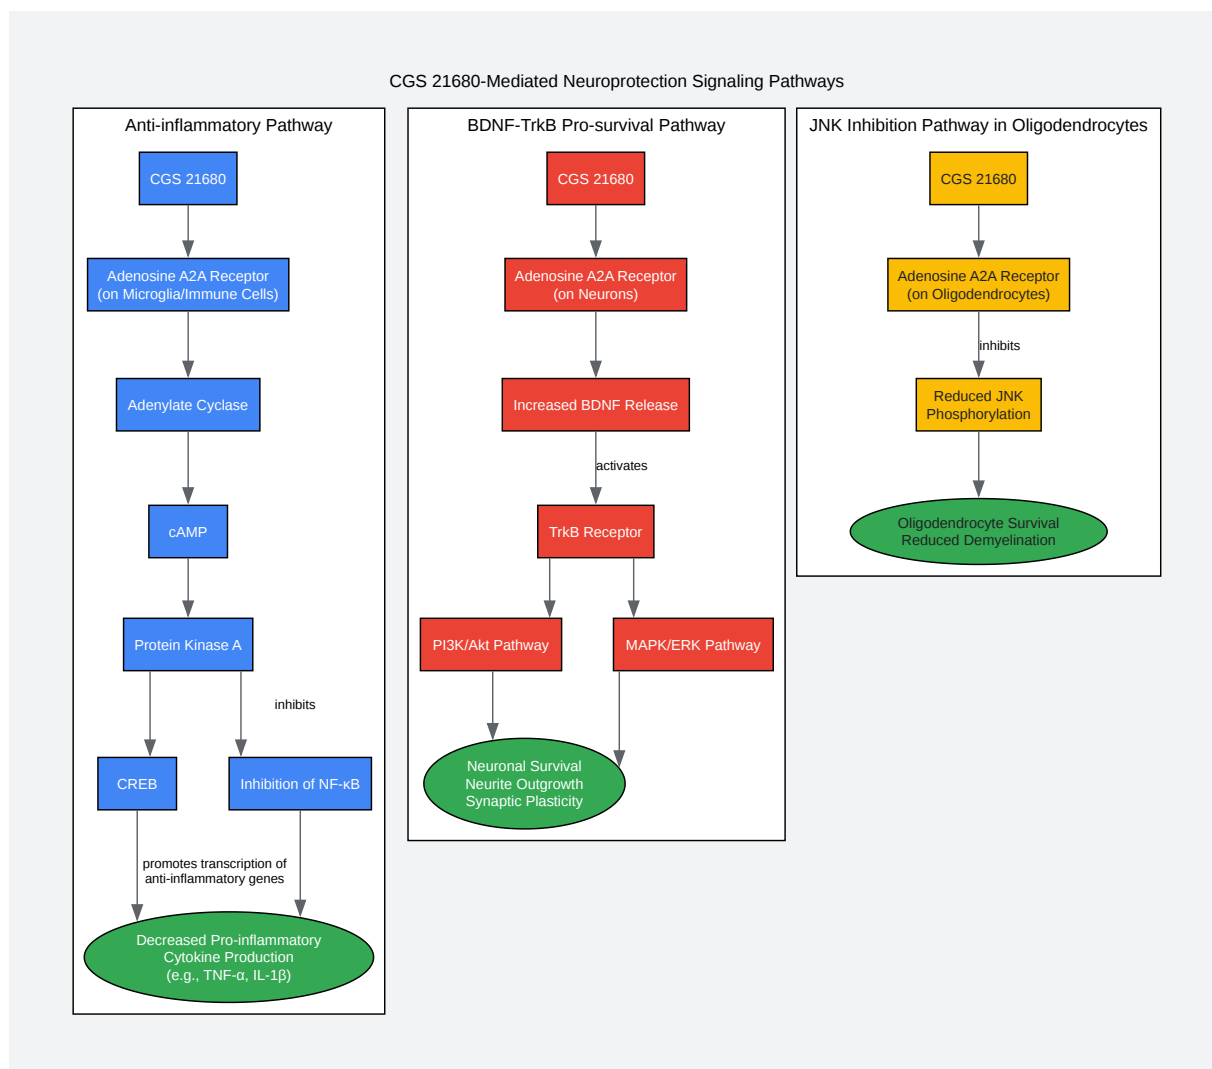 CGS 21680-Mediated Neuroprotection Signaling Pathways
Anti-inflammatory Pathway
CGS 21680
Adenosine A2A Receptor
(on Microglia/Immune Cells)
Adenylate Cyclase
cAMP
Protein Kinase A
inhibits
CREB
Inhibition of NF-κB
promotes transcription of
anti-inflammatory genes
Decreased Pro-inflammatory
Cytokine Production
(e.g., TNF-α, IL-1β)
BDNF-TrkB Pro-survival Pathway
CGS 21680
Adenosine A2A Receptor
(on Neurons)
Increased BDNF Release
activates
TrkB Receptor
PI3K/Akt Pathway
MAPK/ERK Pathway
Neuronal Survival
Neurite Outgrowth
Synaptic Plasticity
JNK Inhibition Pathway in Oligodendrocytes
CGS 21680
Adenosine A2A Receptor
(on Oligodendrocytes)
inhibits
Reduced JNK
Phosphorylation
Oligodendrocyte Survival
Reduced Demyelination